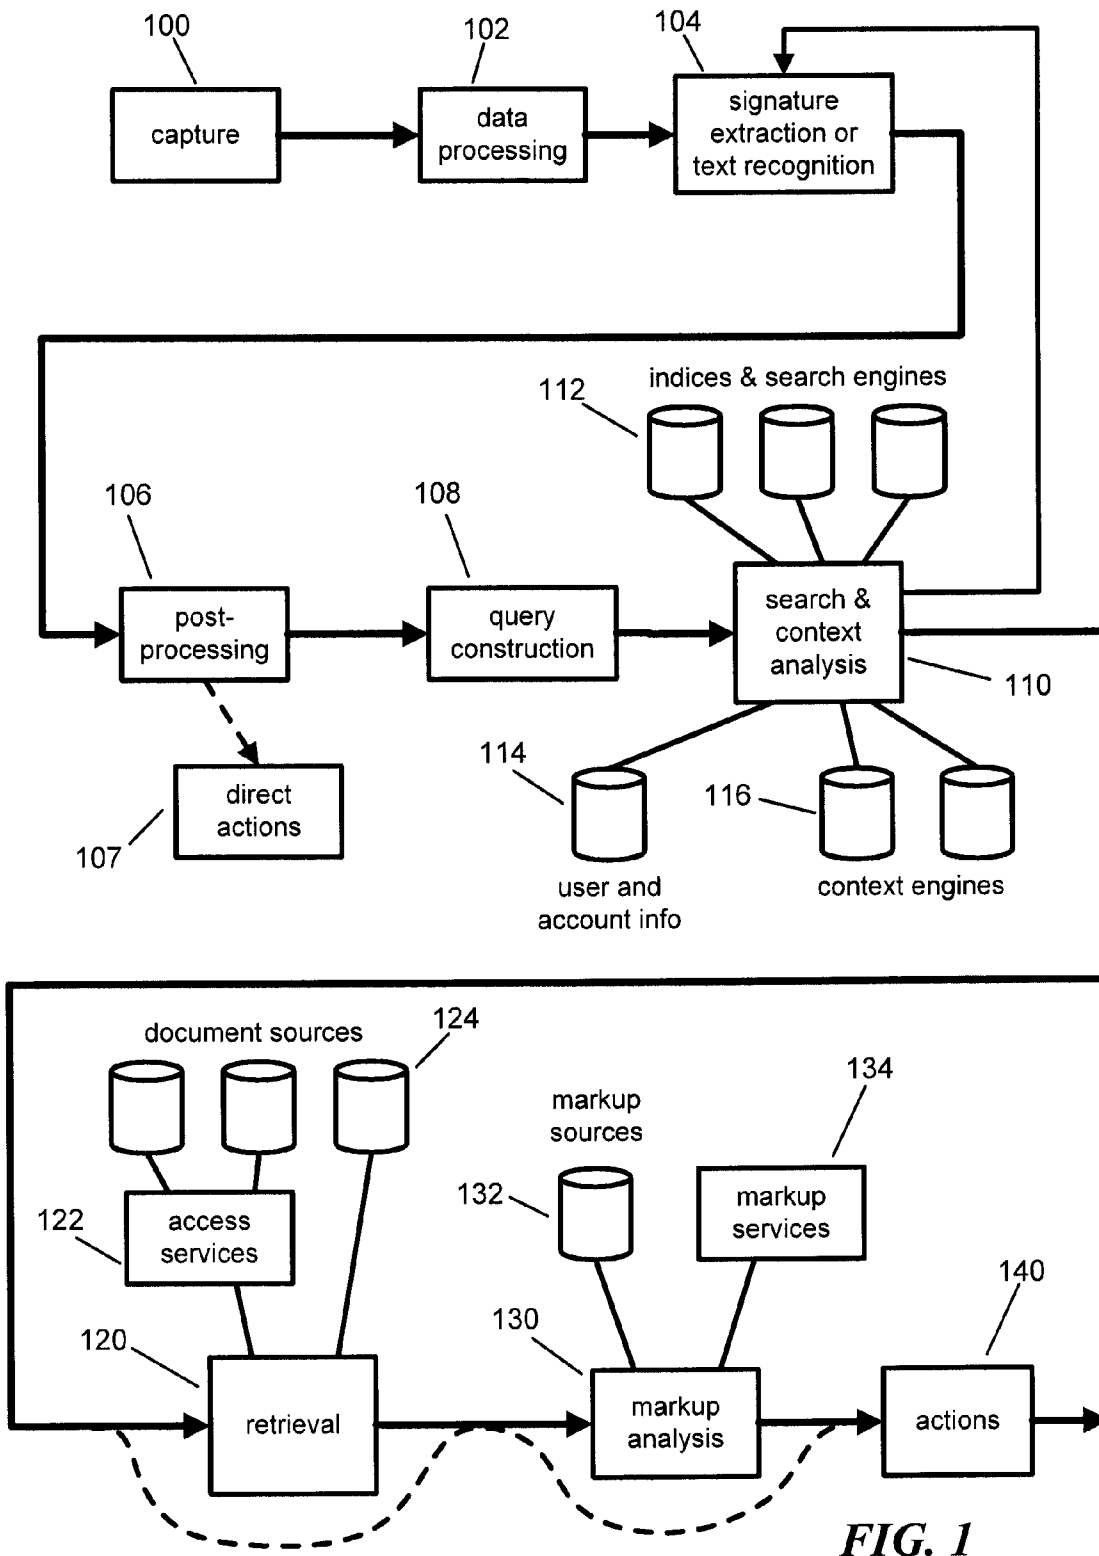 100
102
104
capture
data
processing
signature
extraction or
text recognition
indices & search engines
112
106
108
post-
processing
query
construction
search &
context
analysis
110
114
116
direct
actions
107
user and
account info
context engines
document sources
124
134
markup
sources
132
markup
services
122
access
services
140
120
130
retrieval
markup
analysis
actions
FIG. 1